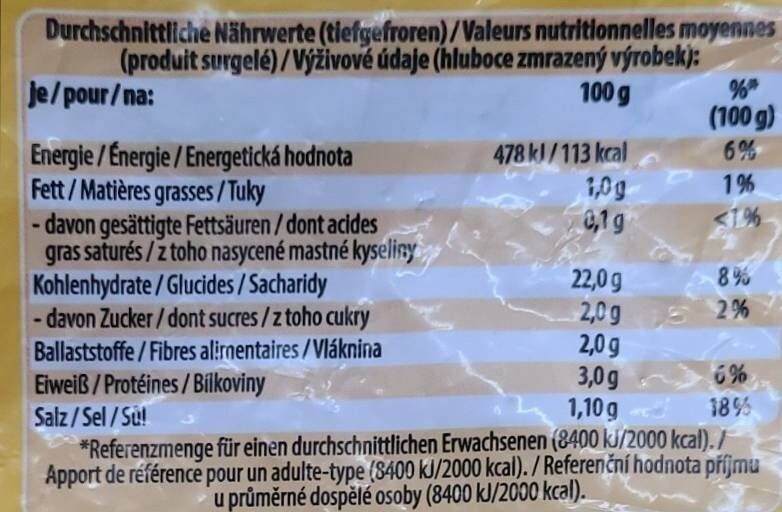 Durchschnittliche Nährwerte (tiefgefroren) / Valeurs nutritionnelles moyennes
(produit surgelé) / Výživové údaje (hluboce zmrazený výrobek):
je / pour / na: 100 g %*
(100 g)
Energie / Énergie / Energetická hodnota 478 kJ / 113 kcal 6 %
Fett / Matières grasses / Tuky 1,0 g 1 %
- davon gesättigte Fettsäuren / dont acides 0,1 g <1 %
gras saturés / z toho nasycené mastné kyseliny
Kohlenhydrate / Glucides / Sacharidy 22,0 g 8 %
- davon Zucker / dont sucres / z toho cukry 2,0 g 2 %
Ballaststoffe / Fibres alimentaires / Vláknina 2,0 g
Eiweiß / Protéines / Bílkoviny 3,0 g 6 %
Salz / Sel / Sůl 1,10 g 18 %
*Referenzmenge für einen durchschnittlichen Erwachsenen (8400 kJ/2000 kcal). /
Apport de référence pour un adulte-type (8400 kJ/2000 kcal). / Referenční hodnota příjmu
u průměrné dospělé osoby (8400 kJ/2000 kcal).